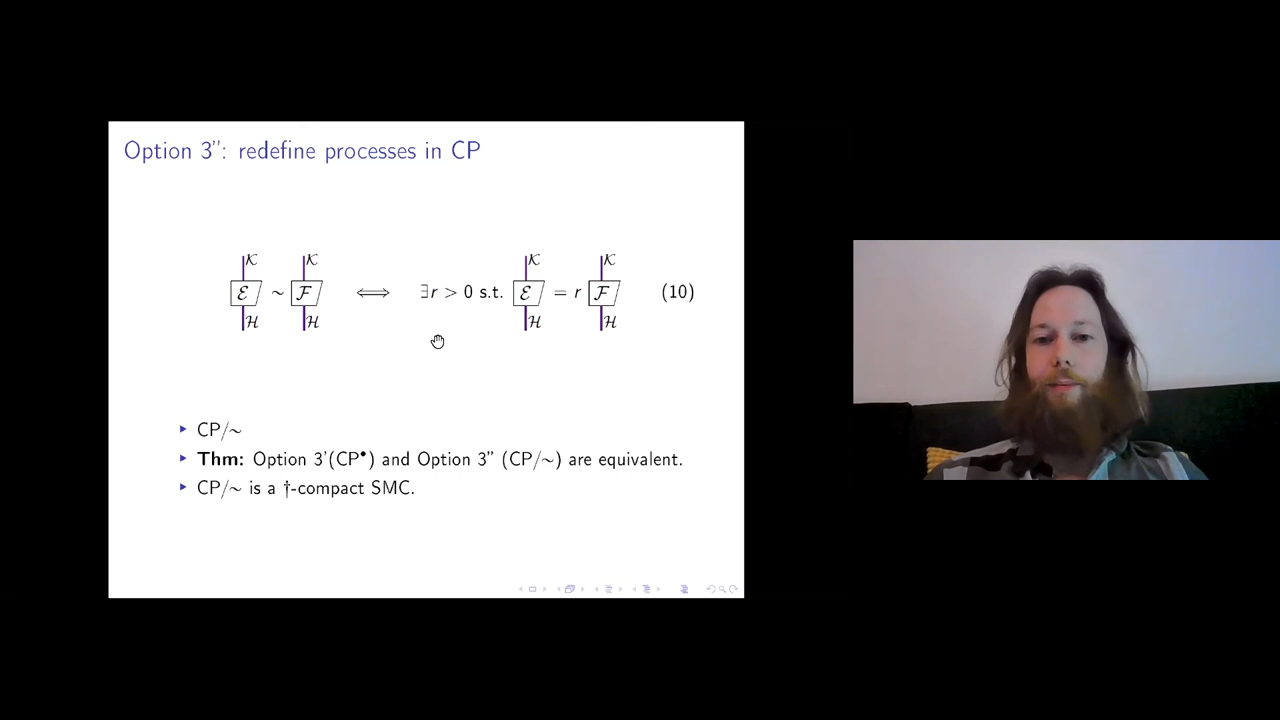 Option 3”: redefine processes in CP
𝒦 𝒦 𝒦 𝒦
ℰ ~ ℱ ⟺ ∃r > 0 s.t. ℰ = r ℱ (10)
ℋ ℋ ℋ ℋ
CP/~
Thm: Option 3’(CP•) and Option 3” (CP/~) are equivalent.
CP/~ is a †-compact SMC.